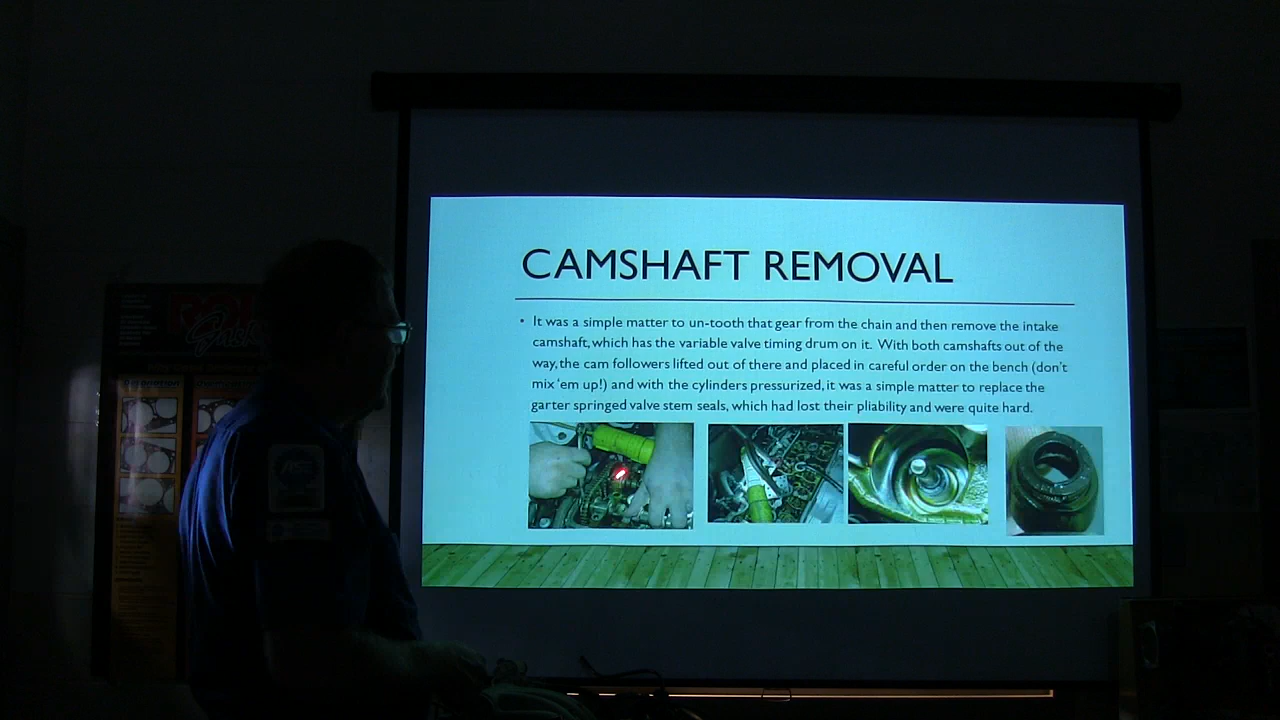 CAMSHAFT REMOVAL
• It was a simple matter to un-tooth that gear from the chain and then remove the intake
camshaft, which has the variable valve timing drum on it. With both camshafts out of the
way, the cam followers lifted out of there and placed in careful order on the bench (don't
mix 'em up!) and with the cylinders pressurized, it was a simple matter to replace the
garter springed valve stem seals, which had lost their pliability and were quite hard.